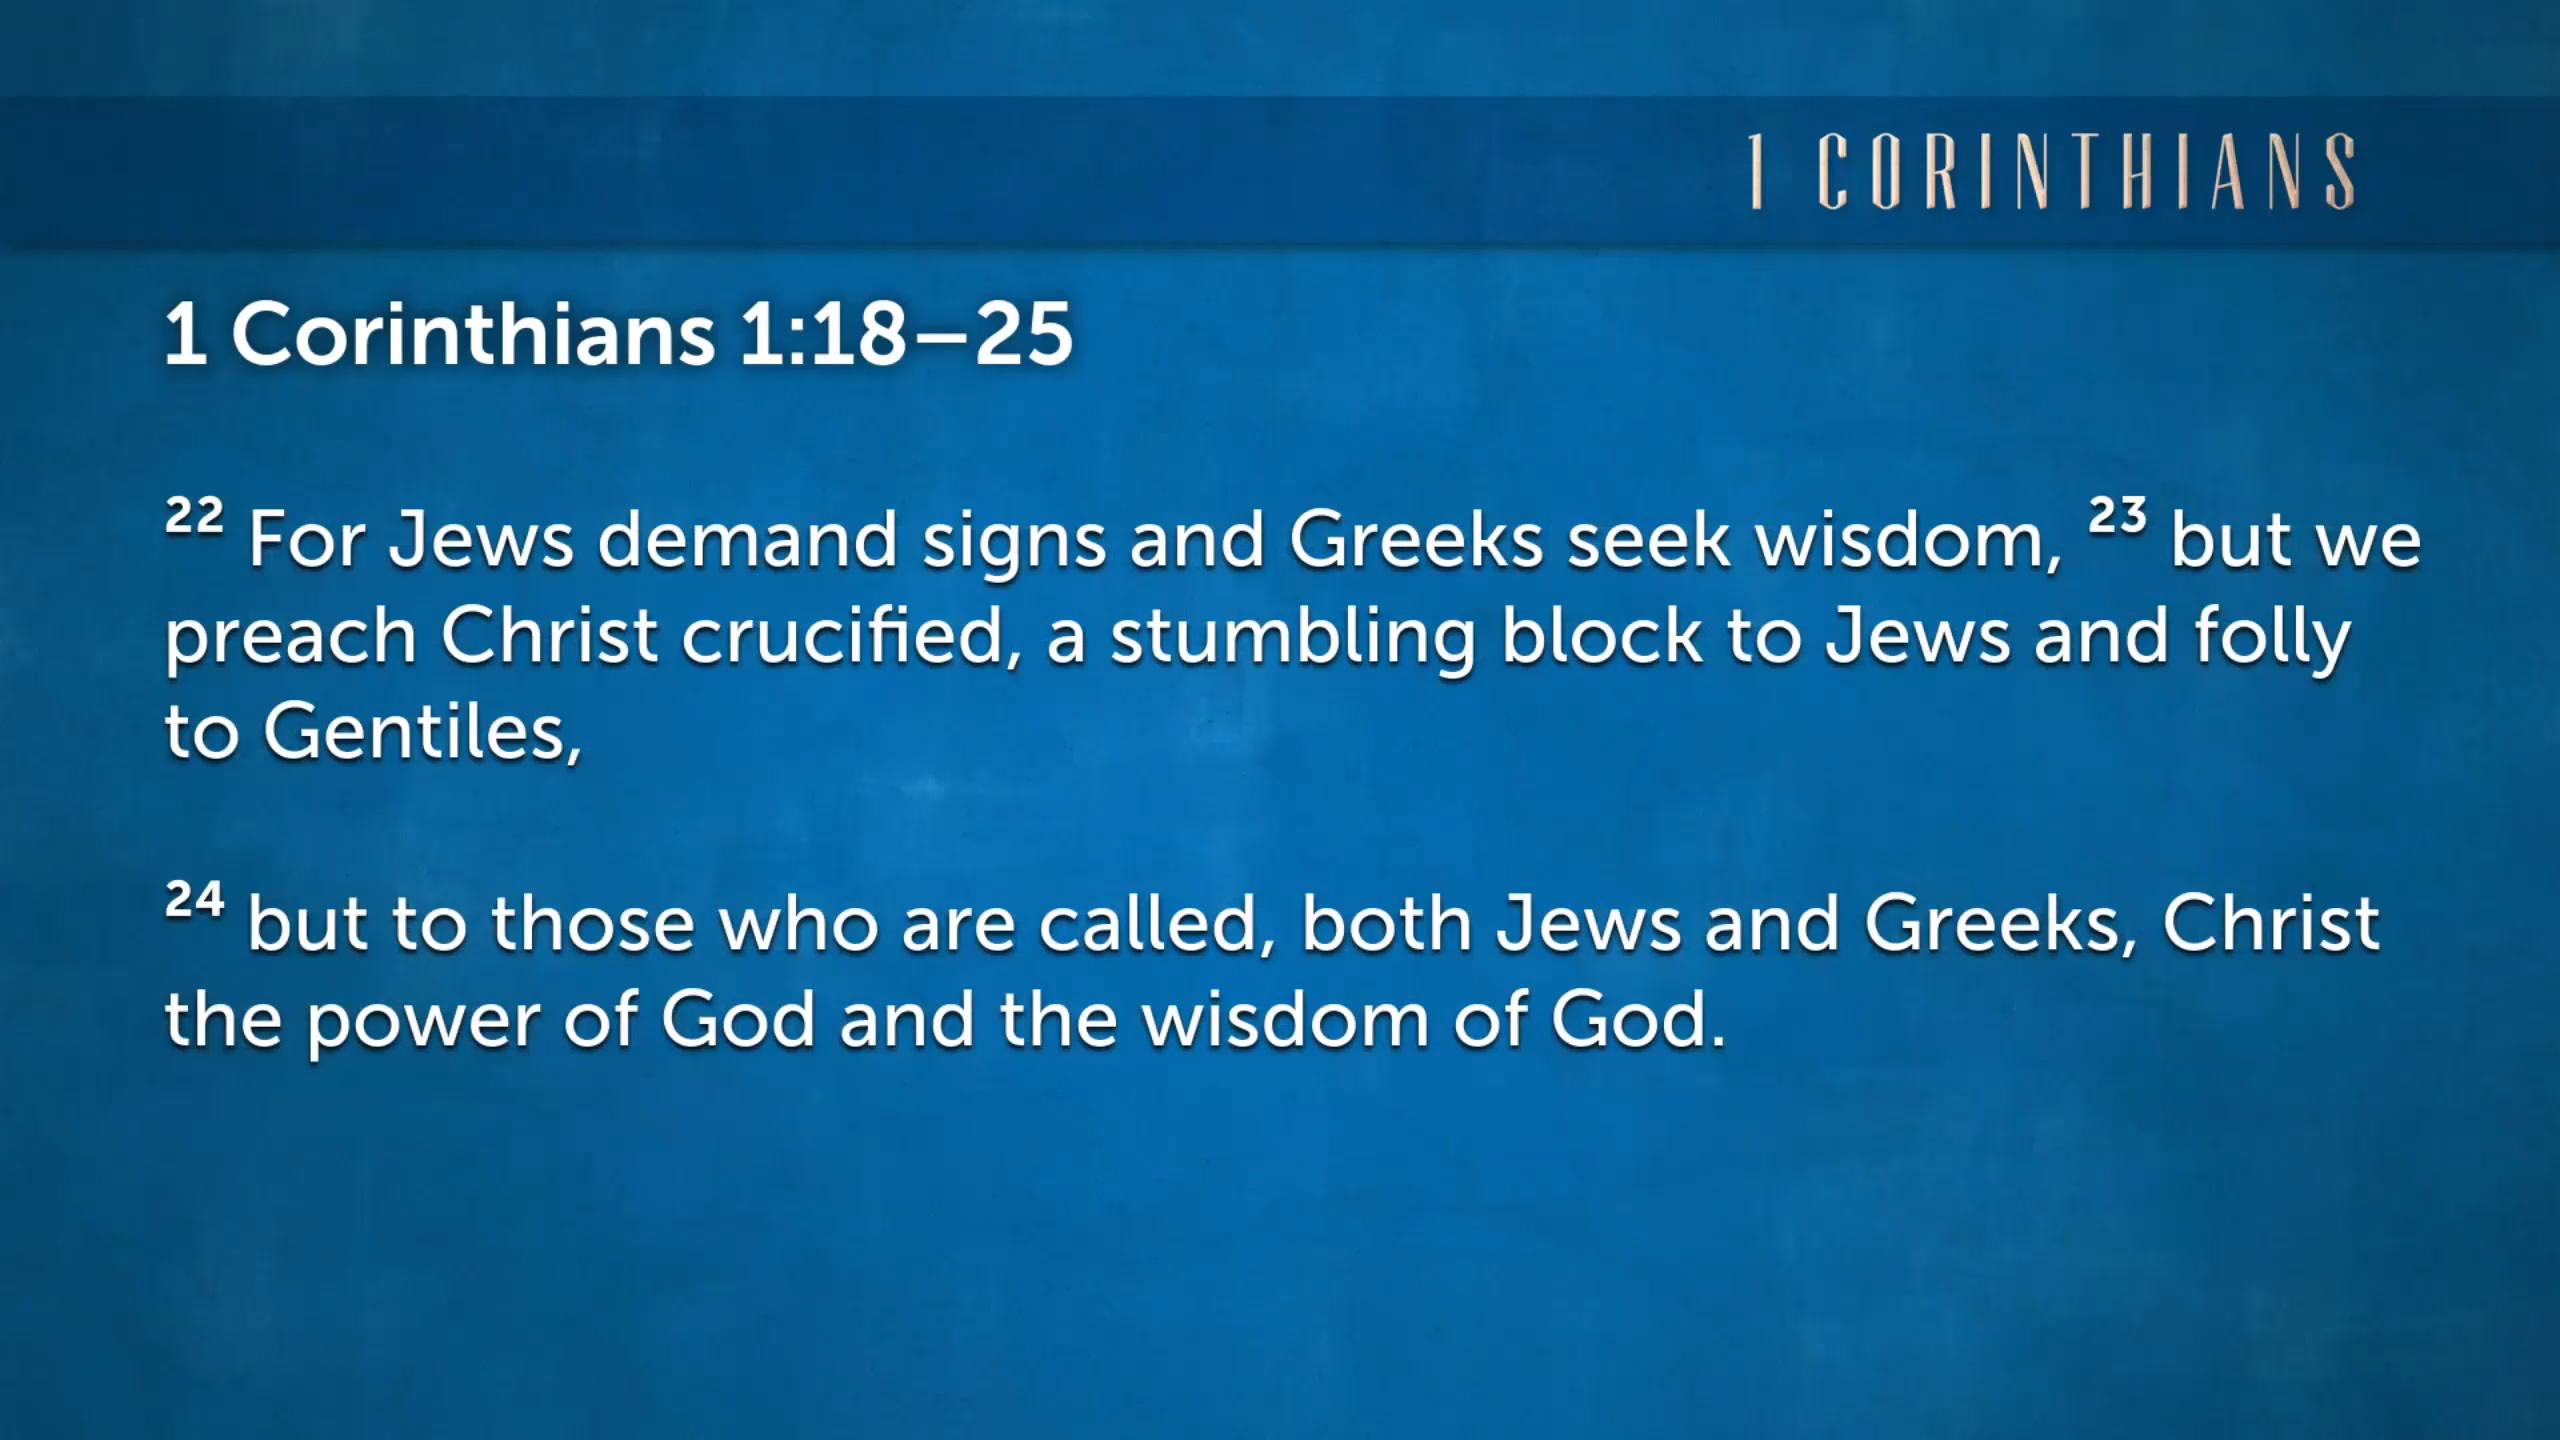 1 CORINTHIANS
1 Corinthians 1:18–25
22 For Jews demand signs and Greeks seek wisdom, 23 but we
preach Christ crucified, a stumbling block to Jews and folly
to Gentiles,
24 but to those who are called, both Jews and Greeks, Christ
the power of God and the wisdom of God.